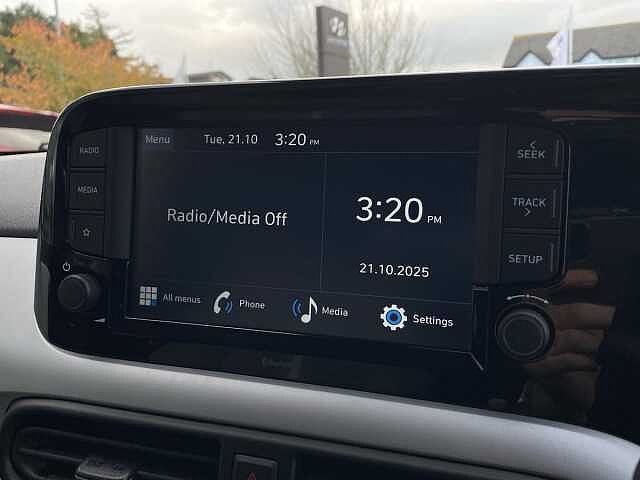 RADIO
MEDIA
Menu
Tue, 21.10
3:20 PM
Radio/Media Off
3:20 PM
21.10.2025
All menus
Phone
Media
Settings
SEEK
TRACK
SETUP